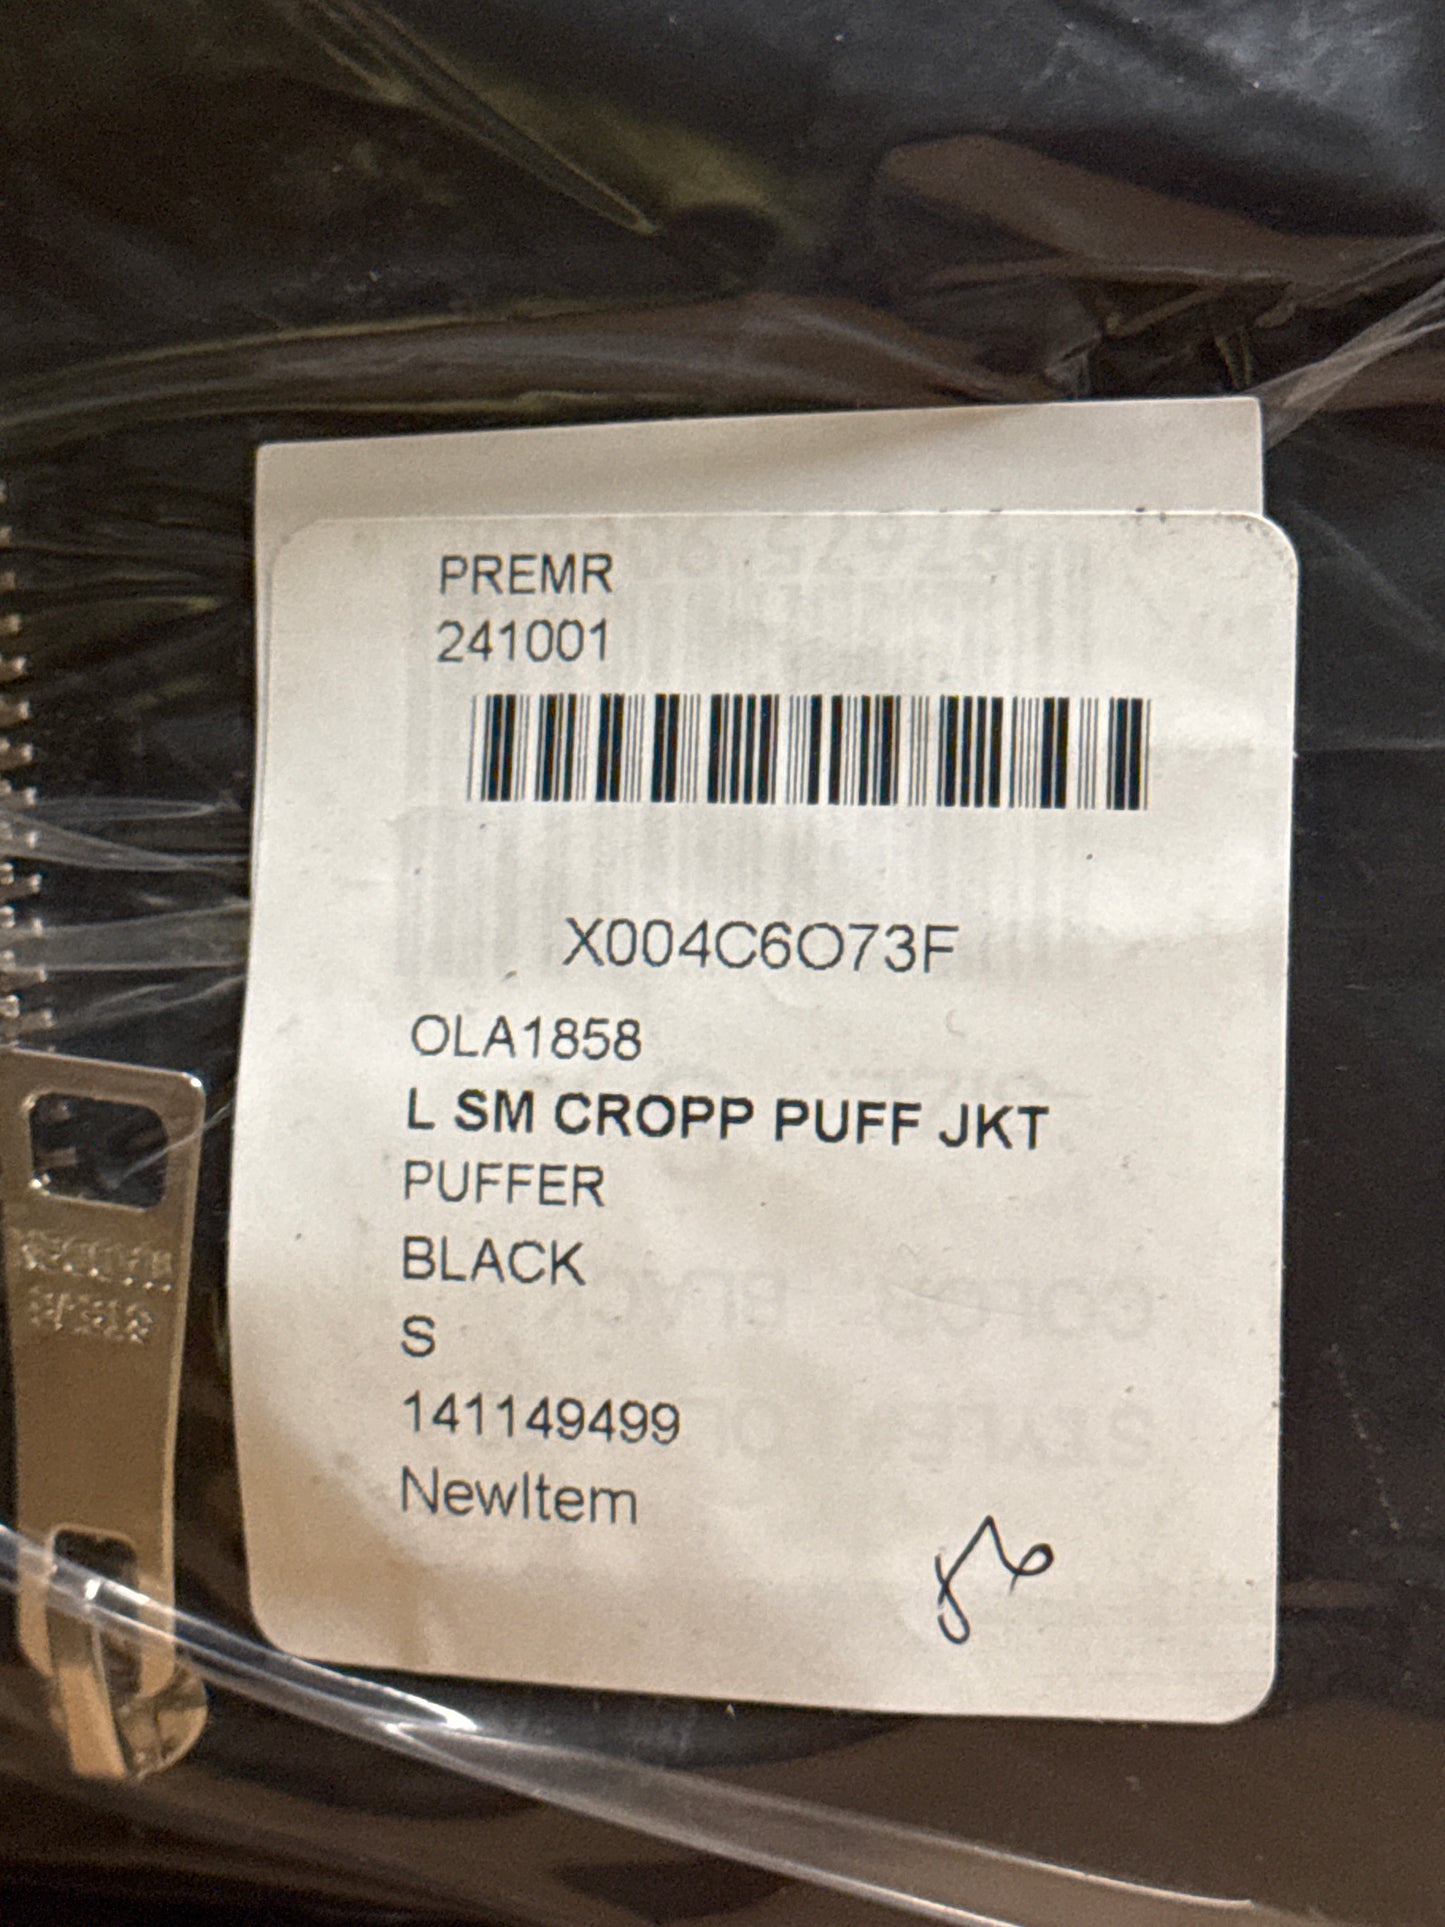 PREMR
241001
X004C6O73F
OLA1858
L SM CROPP PUFF JKT
PUFFER
BLACK
S
141149499
NewItem